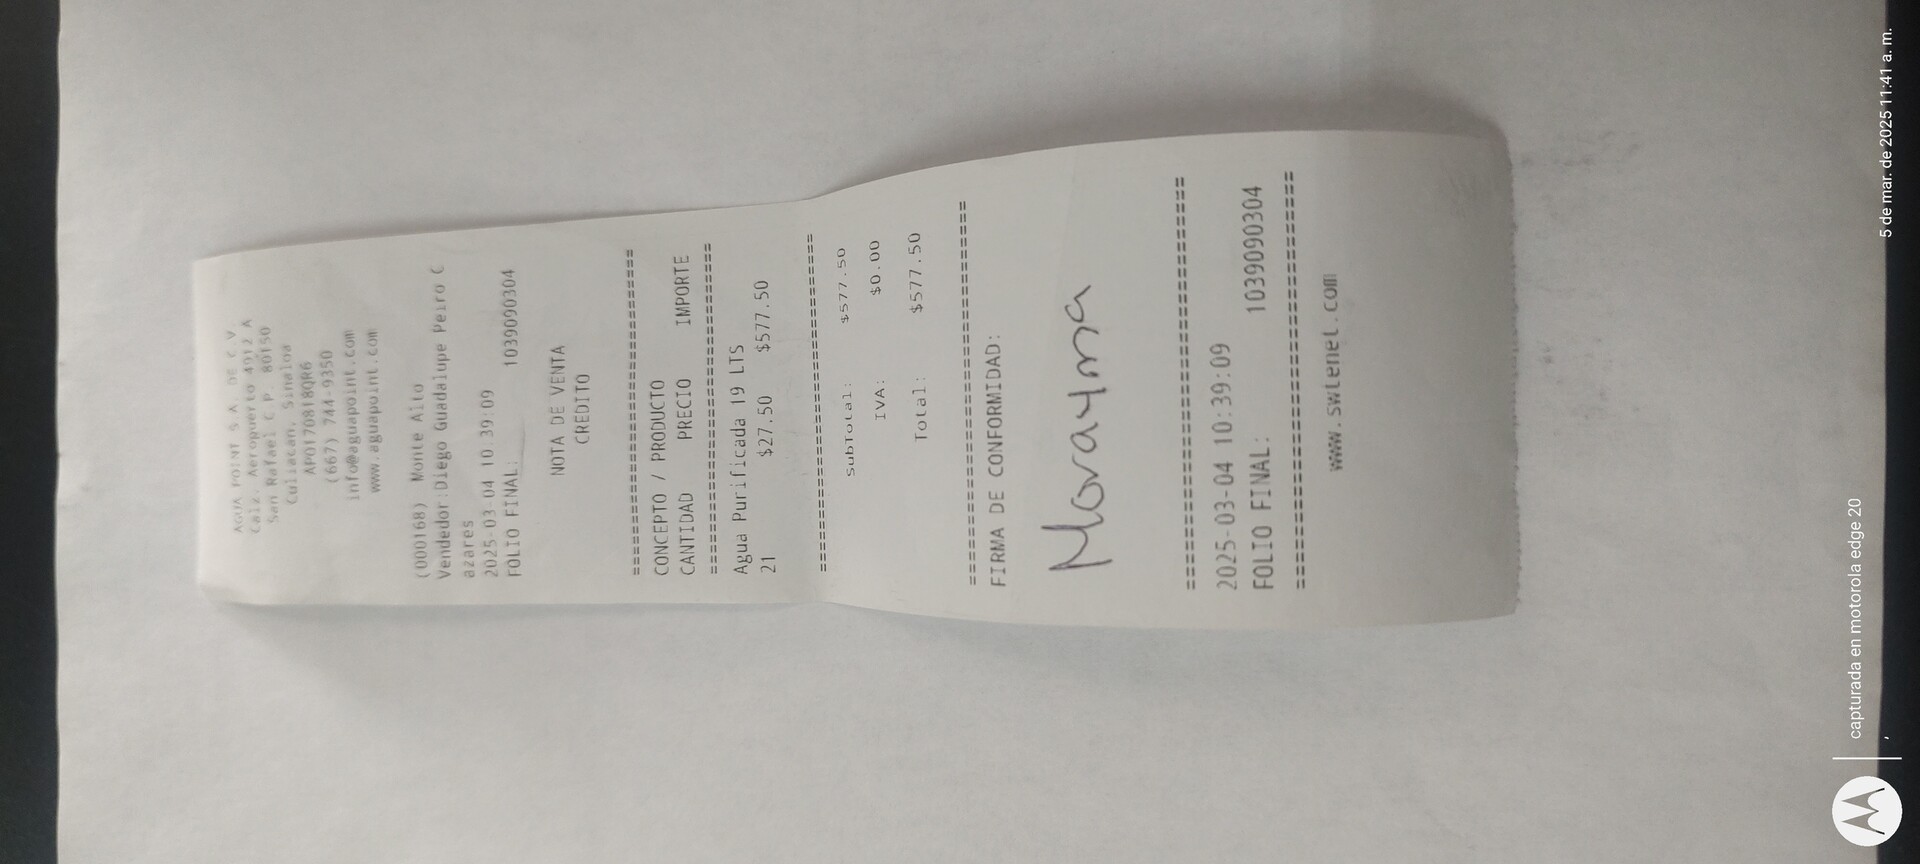 AGUA POINT S.A. DE C.V.
Calz. Aeropuerto 4912 A
San Rafael C.P. 80150
Culiacan, Sinaloa
APO170818QR6
(667) 744-9350
info@aguapoint.com
www.aguapoint.com
(000168) Monte Alto
Vendedor:Diego Guadalupe Peiro C
azares
2025-03-04 10:39:09
FOLIO FINAL: 1039090304
NOTA DE VENTA
CREDITO
================================
CONCEPTO / PRODUCTO
CANTIDAD PRECIO IMPORTE
================================
Agua Purificada 19 LTS
21 $27.50 $577.50
================================
SubTotal: $577.50
IVA: $0.00
Total: $577.50
================================
FIRMA DE CONFORMIDAD:
Morayma
================================
2025-03-04 10:39:09
FOLIO FINAL: 1039090304
================================
www.swtenet.com
capturada en motorola edge 20
5 de mar. de 2025 11:41 a. m.